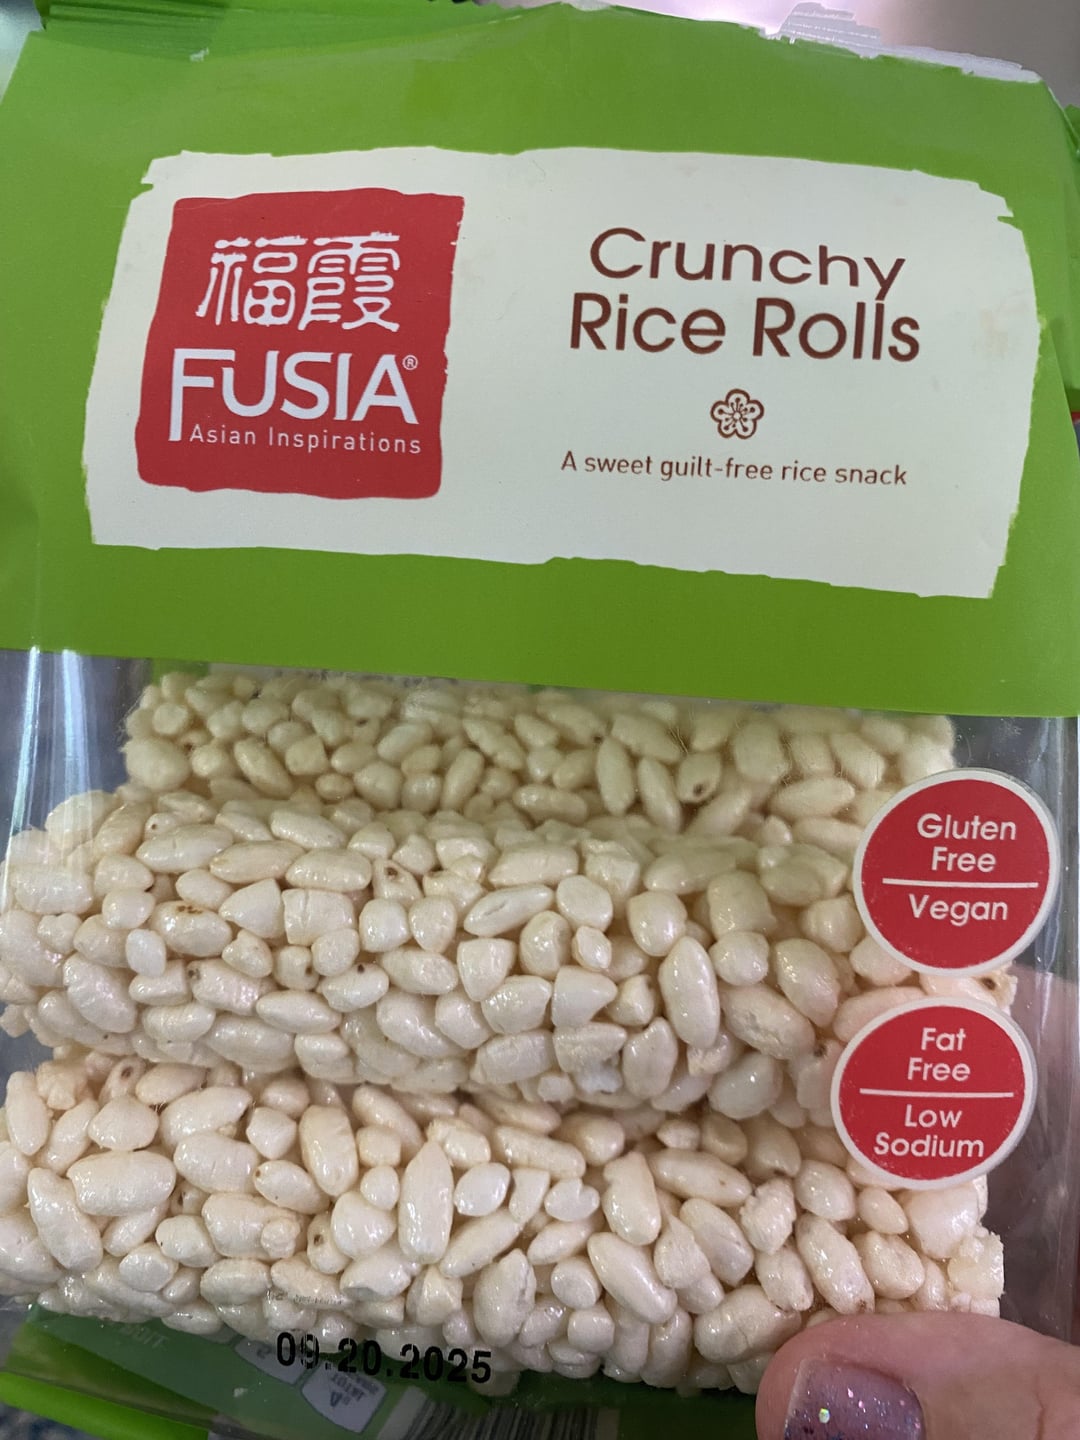 福霞
FUSIA®
Asian Inspirations
Crunchy
Rice Rolls
A sweet guilt-free rice snack
Gluten
Free
Vegan
Fat
Free
Low
Sodium
09.20.2025